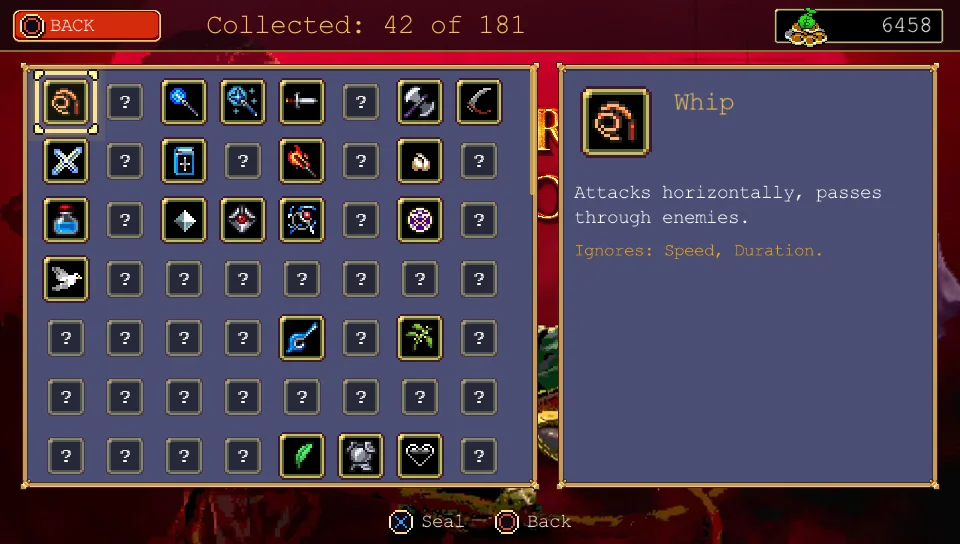 BACK
Collected: 42 of 181
6458
? ?
? ? ? ?
? ? ?
? ? ? ? ? ? ?
? ? ? ? ? ?
? ? ? ? ? ? ? ?
? ? ? ? ?
Whip
Attacks horizontally, passes
through enemies.
Ignores: Speed, Duration.
Seal
Back